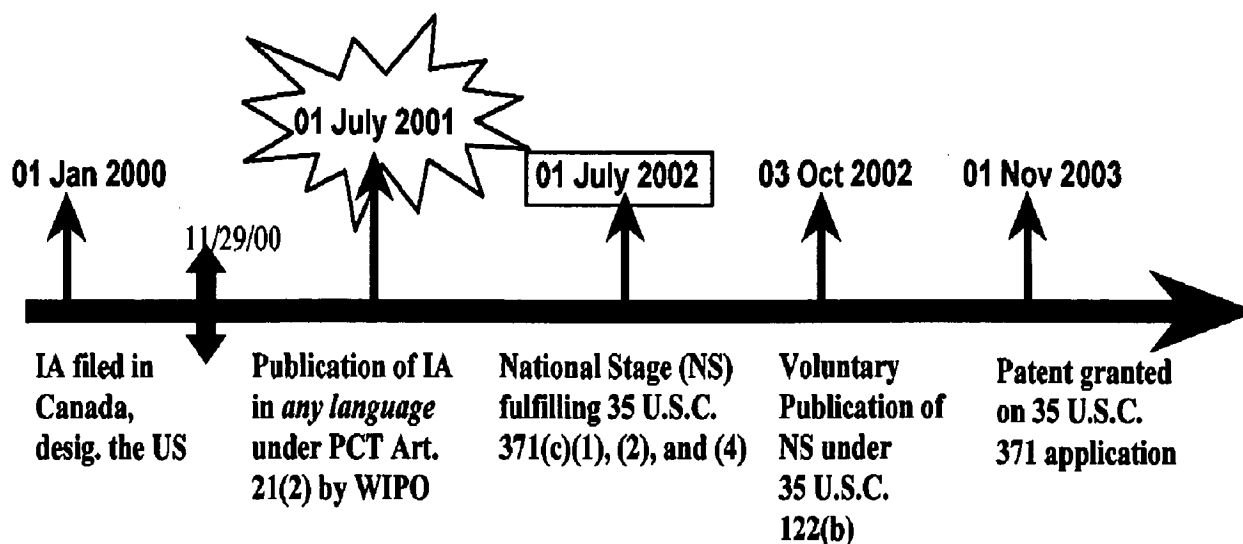 01 July 2001
01 Jan 2000
01 July 2002
03 Oct 2002
01 Nov 2003
11/29/00
IA filed in
Canada,
desig. the US
Publication of IA
in any language
under PCT Art.
21(2) by WIPO
National Stage (NS)
fulfilling 35 U.S.C.
371(c)(1), (2), and (4)
Voluntary
Publication of
NS under
35 U.S.C.
122(b)
Patent granted
on 35 U.S.C.
371 application